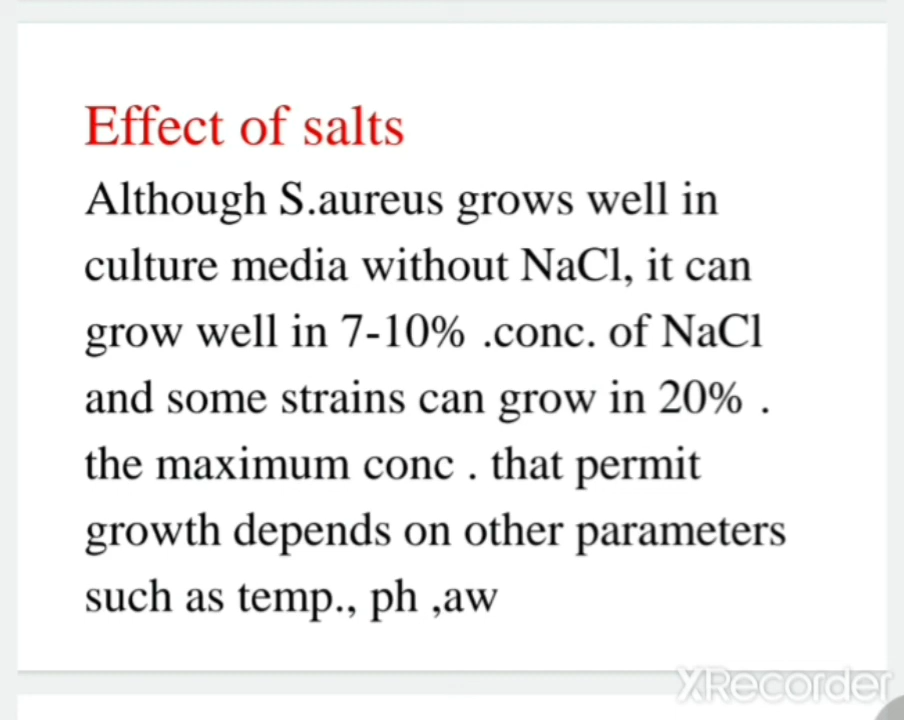 Effect of salts
Although S.aureus grows well in
culture media without NaCl, it can
grow well in 7-10% .conc. of NaCl
and some strains can grow in 20% .
the maximum conc . that permit
growth depends on other parameters
such as temp., ph ,aw
XRecorder